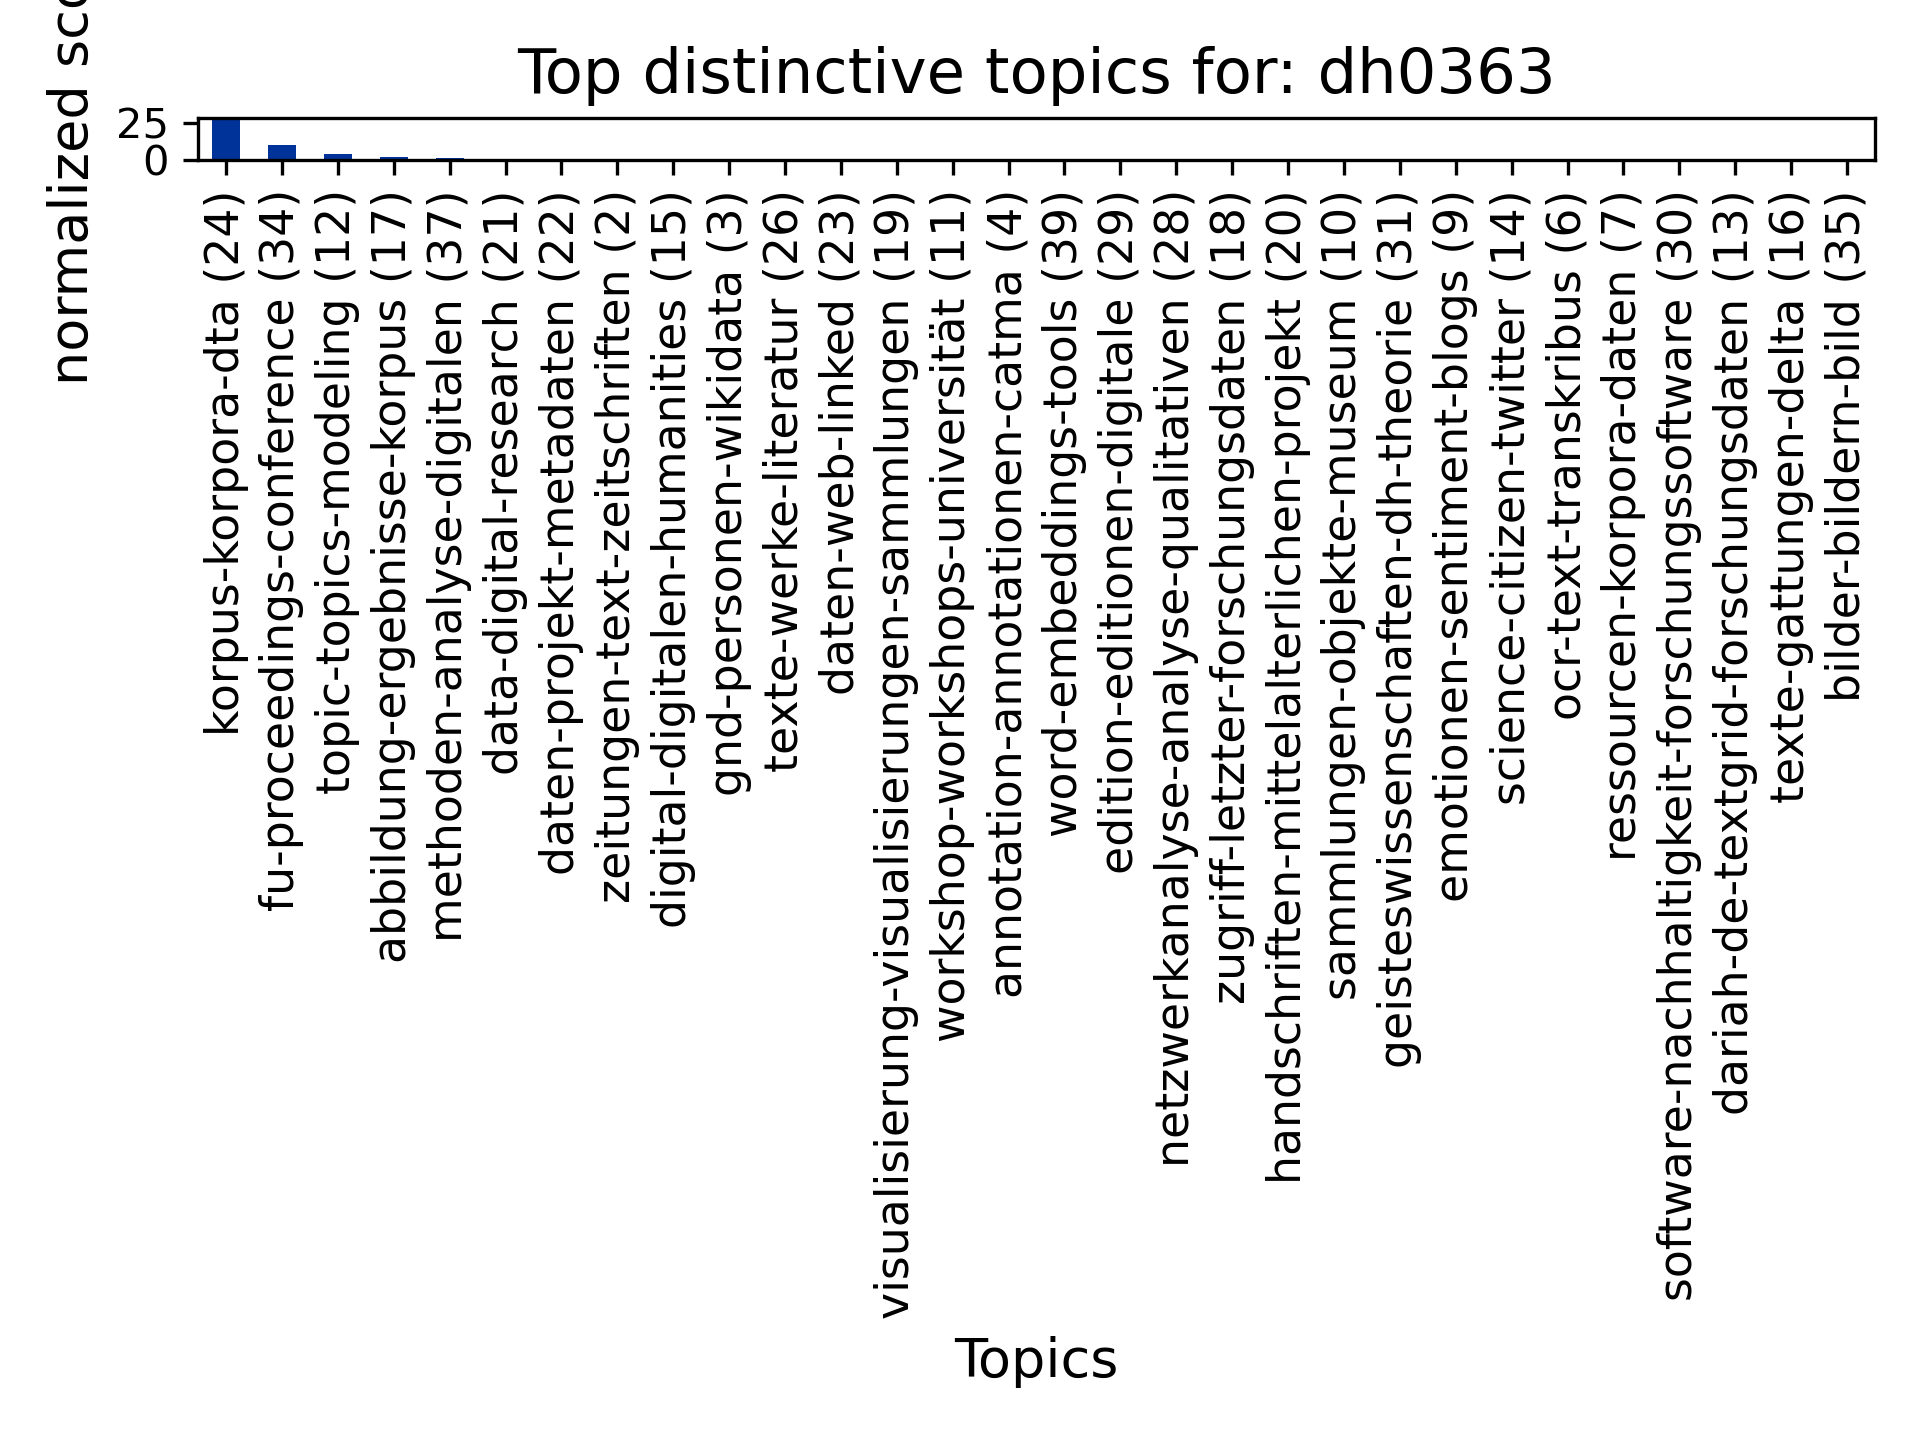 Top distinctive topics for: dh0363
normalized sco
25
0
korpus-korpora-dta (24)
fu-proceedings-conference (34)
topic-topics-modeling (12)
abbildung-ergebnisse-korpus (17)
methoden-analyse-digitalen (37)
data-digital-research (21)
daten-projekt-metadaten (22)
zeitungen-text-zeitschriften (2)
digital-digitalen-humanities (15)
gnd-personen-wikidata (3)
texte-werke-literatur (26)
daten-web-linked (23)
visualisierung-visualisierungen-sammlungen (19)
workshop-workshops-universität (11)
annotation-annotationen-catma (4)
word-embeddings-tools (39)
edition-editionen-digitale (29)
netzwerkanalyse-analyse-qualitativen (28)
zugriff-letzter-forschungsdaten (18)
handschriften-mittelalterlichen-projekt (20)
sammlungen-objekte-museum (10)
geisteswissenschaften-dh-theorie (31)
emotionen-sentiment-blogs (9)
science-citizen-twitter (14)
ocr-text-transkribus (6)
ressourcen-korpora-daten (7)
software-nachhaltigkeit-forschungssoftware (30)
dariah-de-textgrid-forschungsdaten (13)
texte-gattungen-delta (16)
bilder-bildern-bild (35)
Topics